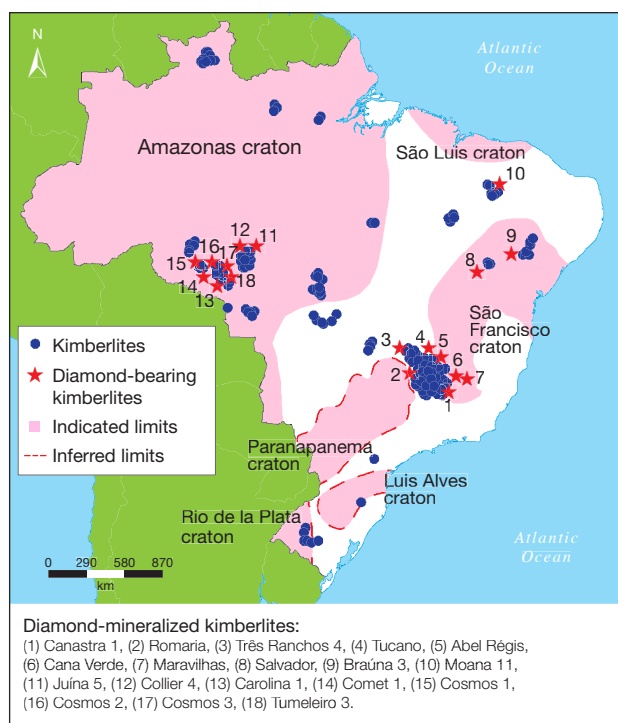 N
Atlantic
Ocean
Amazonas craton
São Luis craton
10
12
11
9
16
17
15
8
18
14
13
São
Francisco
craton
3
4
5
2
6
7
1
Kimberlites
Diamond-bearing
kimberlites
Indicated limits
Inferred limits
Paranapanema
craton
Luis Alves
craton
Rio de la Plata
craton
Atlantic
Ocean
0 290 580 870
km
Diamond-mineralized kimberlites:
(1) Canastra 1, (2) Romaria, (3) Três Ranchos 4, (4) Tucano, (5) Abel Régis,
(6) Cana Verde, (7) Maravilhas, (8) Salvador, (9) Braúna 3, (10) Moana 11,
(11) Juína 5, (12) Collier 4, (13) Carolina 1, (14) Comet 1, (15) Cosmos 1,
(16) Cosmos 2, (17) Cosmos 3, (18) Tumeleiro 3.